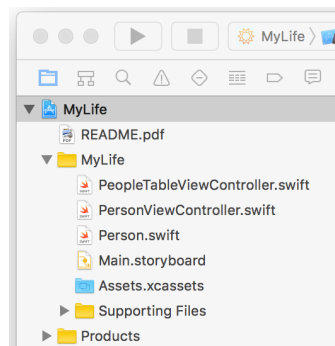 MyLife
MyLife
README.pdf
MyLife
PeopleTableViewController.swift
PersonViewController.swift
Person.swift
Main.storyboard
Assets.xcassets
Supporting Files
Products